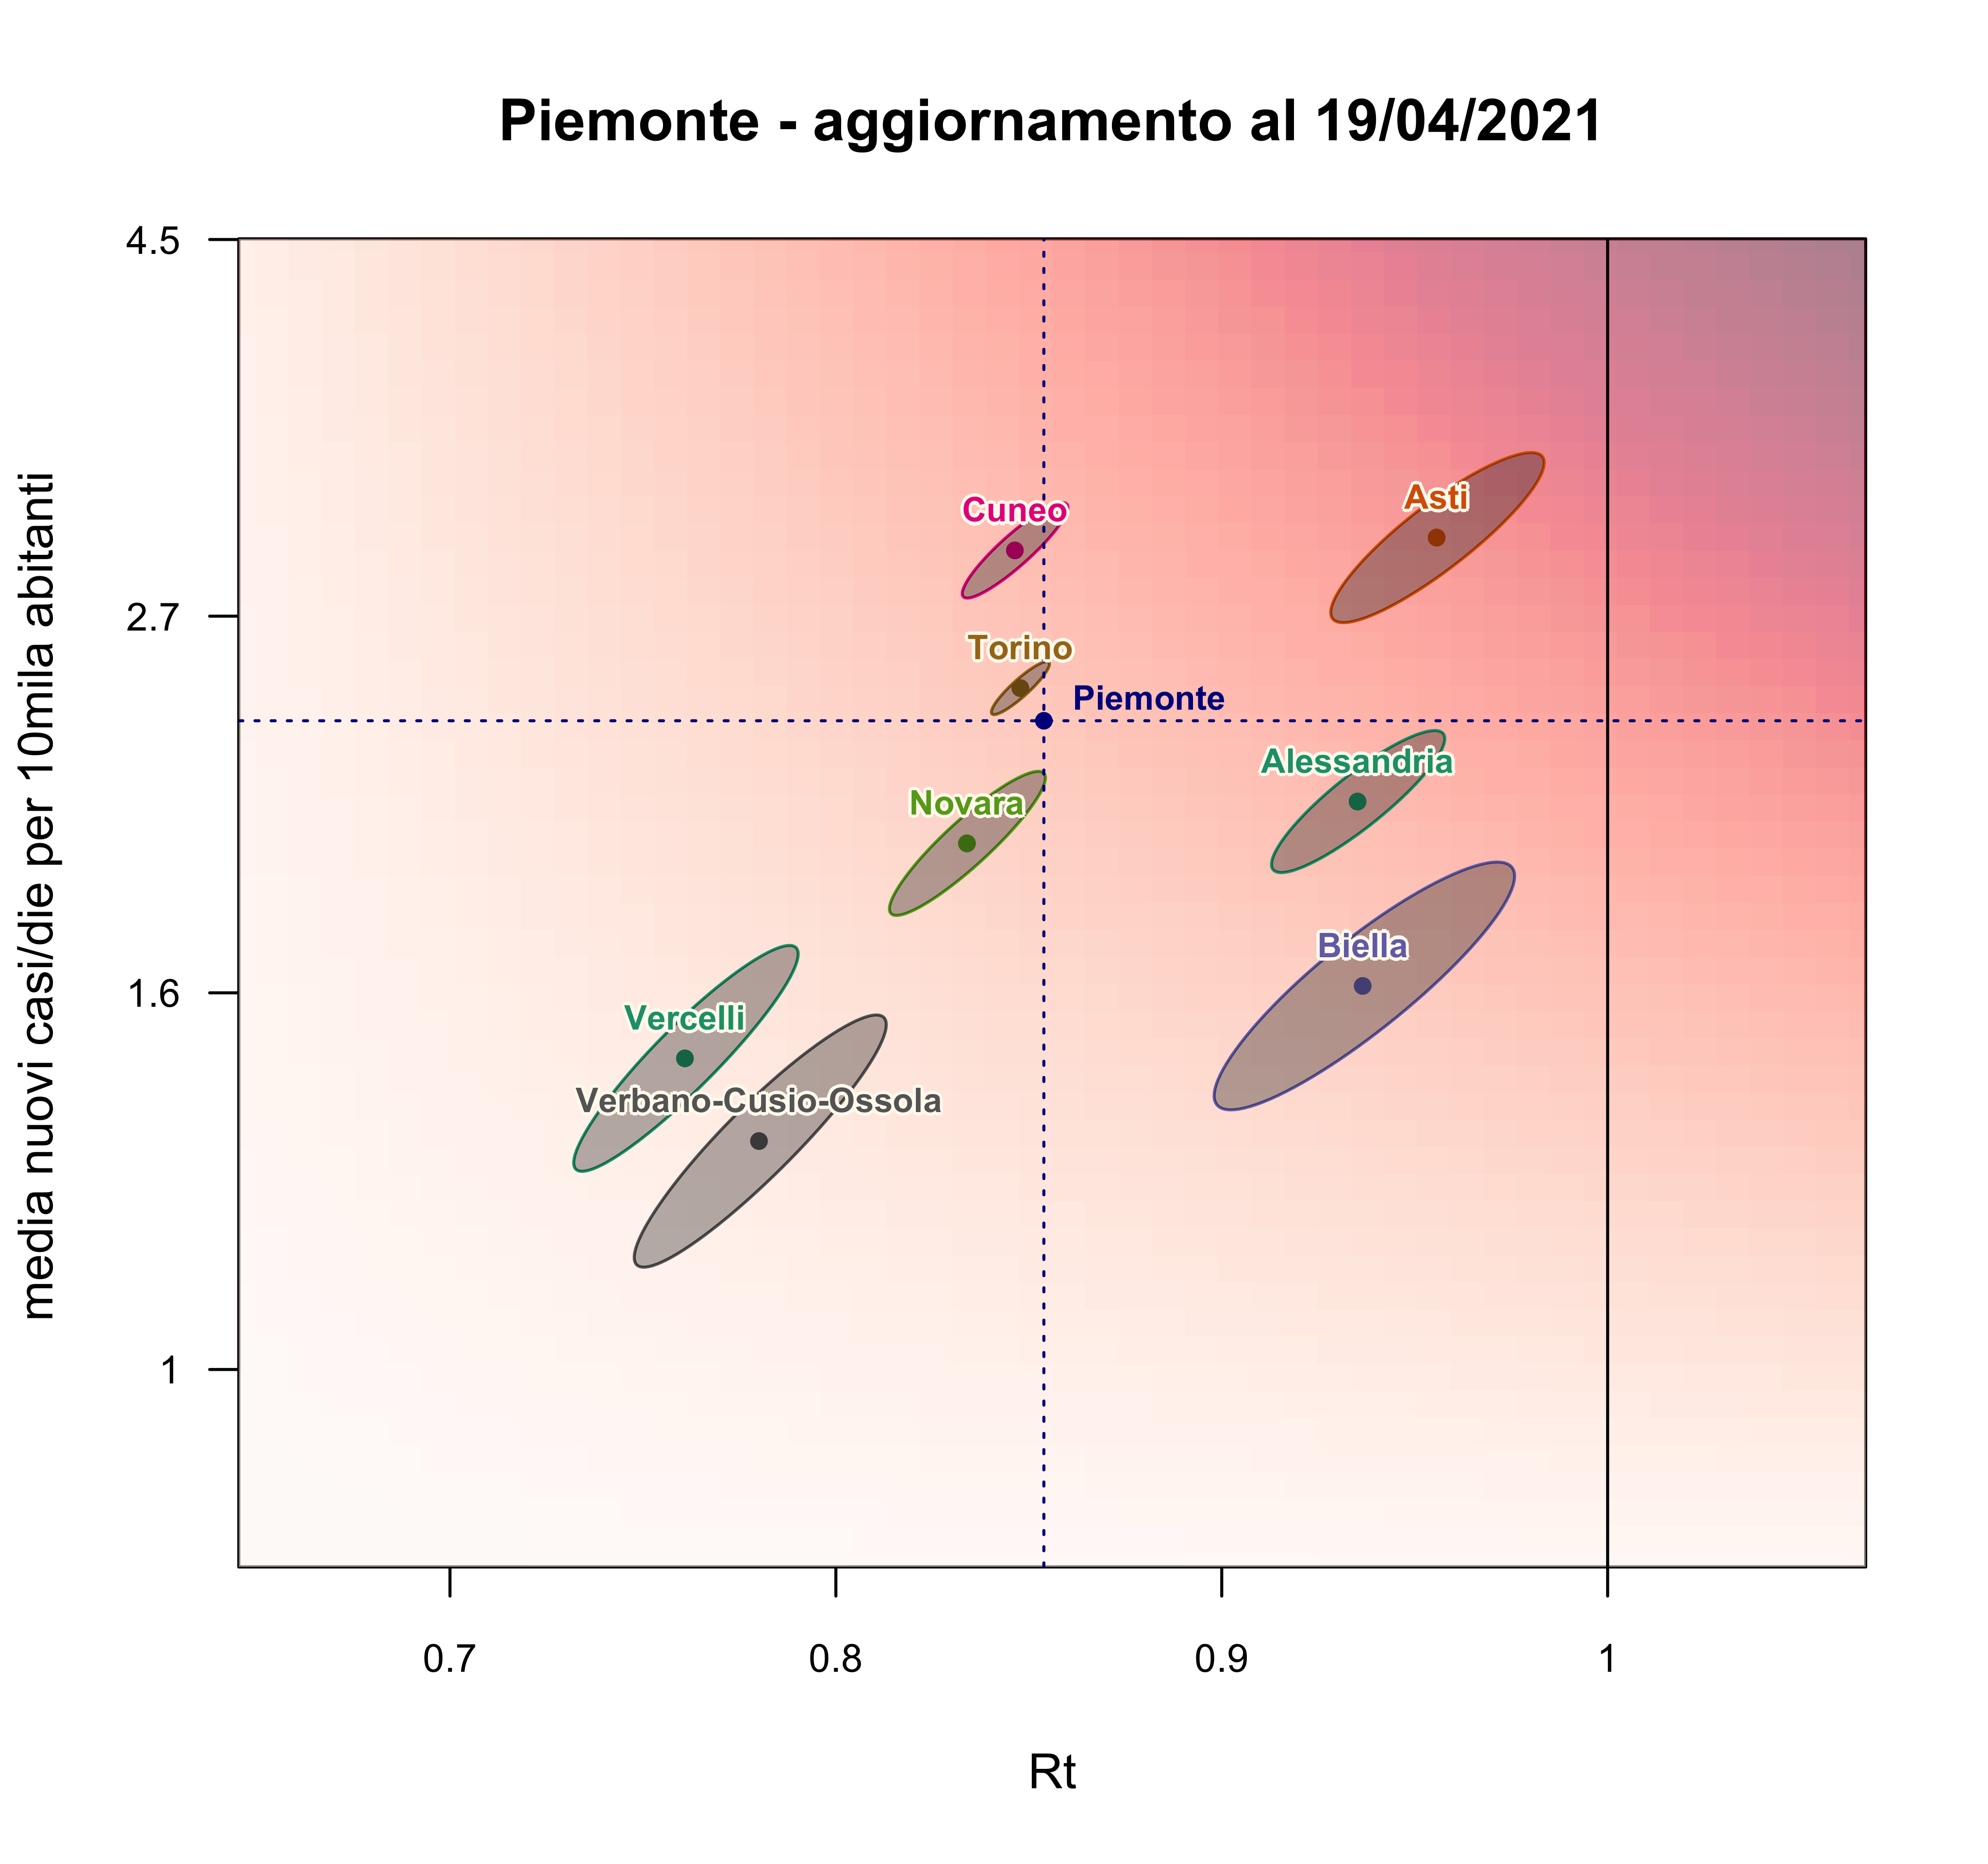 Piemonte - aggiornamento al 19/04/2021
media nuovi casi/die per 10mila abitanti
4.5
2.7
1.6
1
Asti
Cuneo
Torino
Piemonte
Alessandria
Novara
Biella
Vercelli
Verbano-Cusio-Ossola
0.7 0.8 0.9 1
Rt